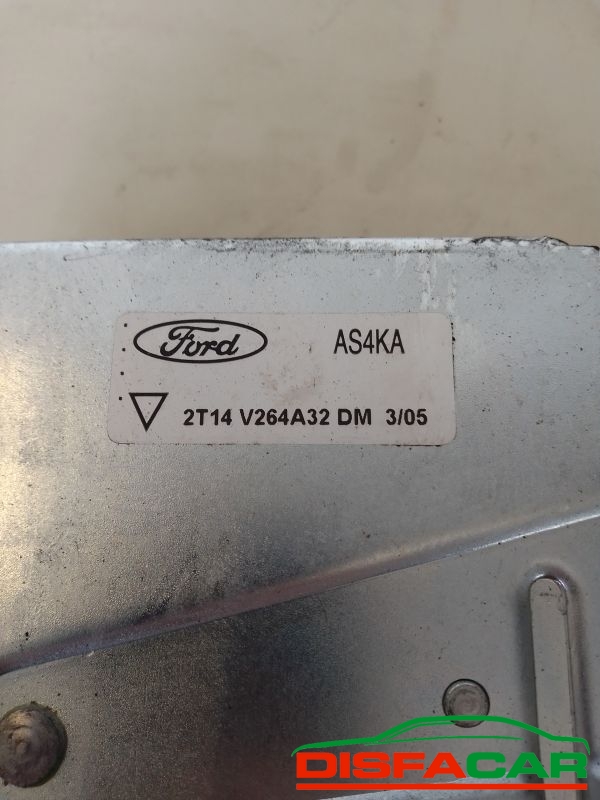 Ford AS4KA
2T14 V264A32 DM 3/05
DISFACAR